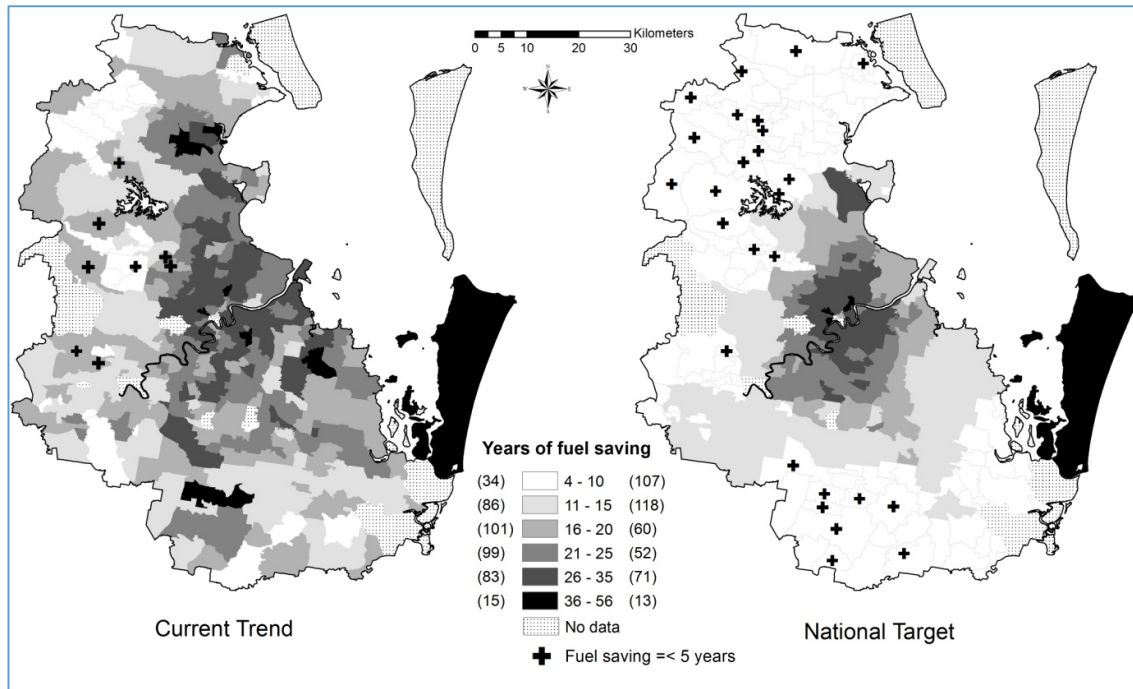 Kilometers
0 5 10 20 30
N
W E
S
Years of fuel saving
(34) 4 - 10 (107)
(86) 11 - 15 (118)
(101) 16 - 20 (60)
(99) 21 - 25 (52)
(83) 26 - 35 (71)
(15) 36 - 56 (13)
No data
Fuel saving =< 5 years
Current Trend
National Target